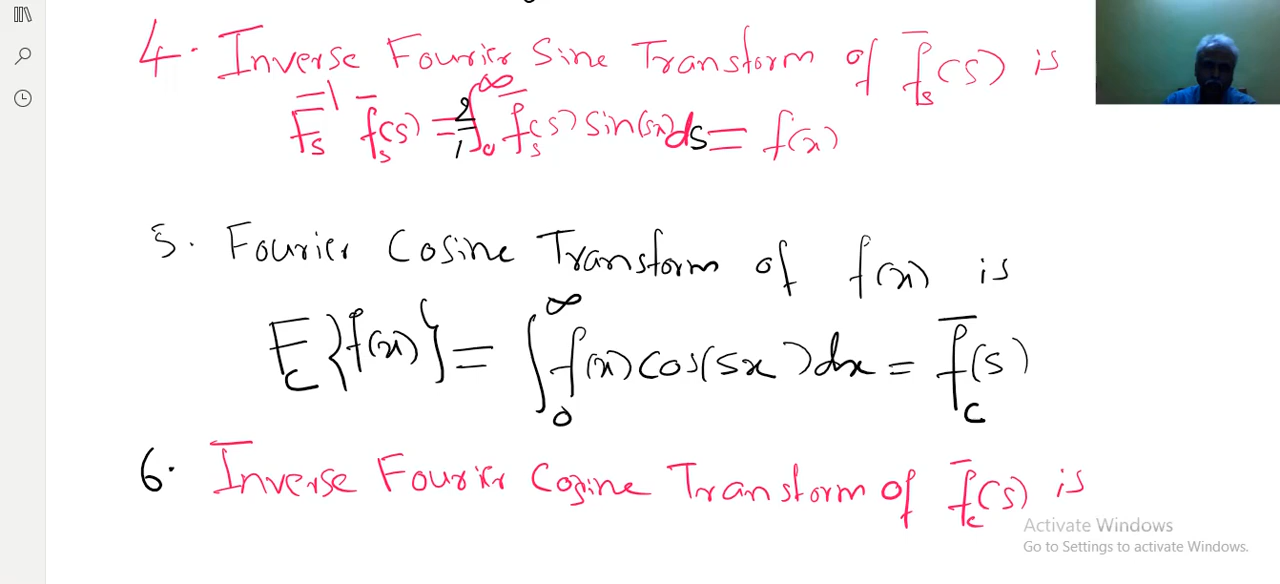 4. Inverse Fourier Sine Transform of f̄s(s) is
Fs⁻¹ f̄s(s) = 2/π ∫₀^∞ f̄s(s) sin(sx) ds = f(x)
5. Fourier Cosine Transform of f(x) is
Fc{f(x)} = ∫₀^∞ f(x) cos(sx) dx = f̄c(s)
6. Inverse Fourier Cosine Transform of f̄c(s) is
Activate Windows
Go to Settings to activate Windows.